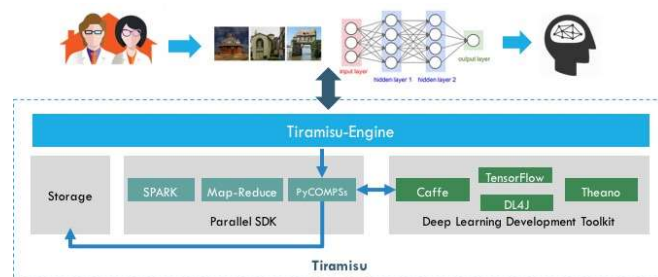 input layer
hidden layer 1
hidden layer 2
output layer
Tiramisu-Engine
Storage
SPARK
Map-Reduce
PyCOMPSs
Parallel SDK
Caffe
TensorFlow
DL4J
Theano
Deep Learning Development Toolkit
Tiramisu